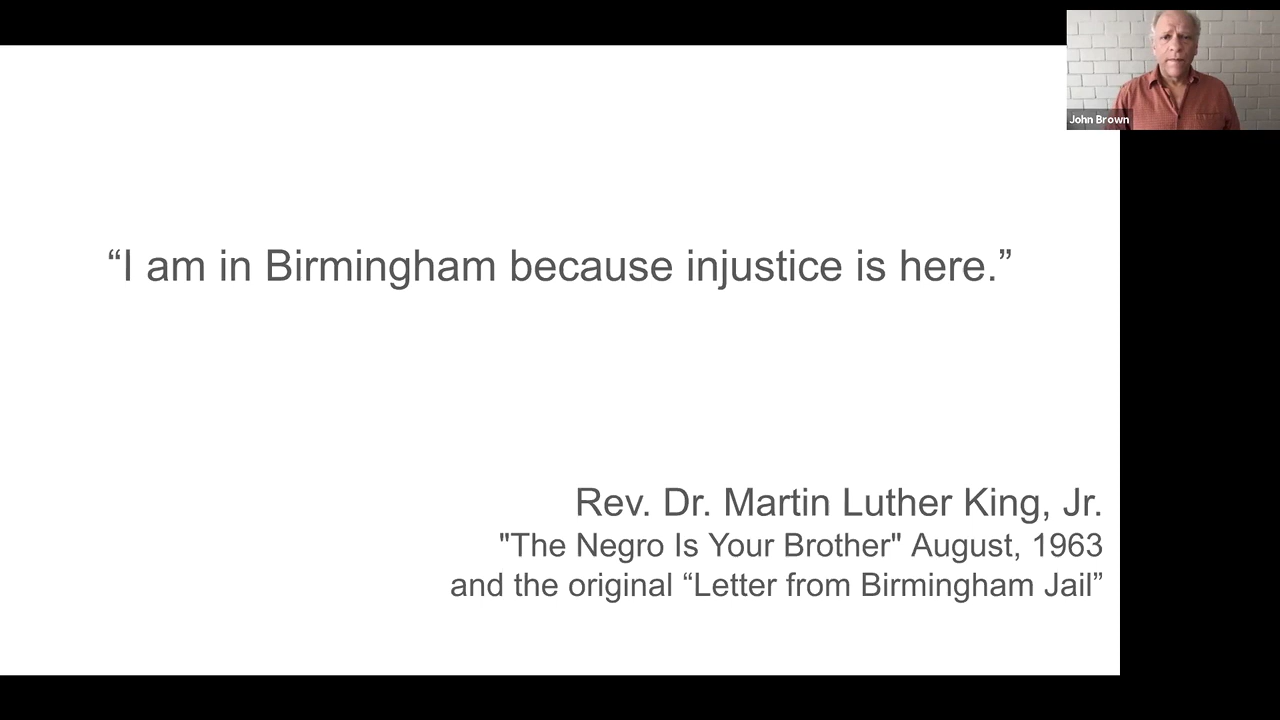 John Brown
“I am in Birmingham because injustice is here.”
Rev. Dr. Martin Luther King, Jr.
"The Negro Is Your Brother" August, 1963
and the original “Letter from Birmingham Jail”